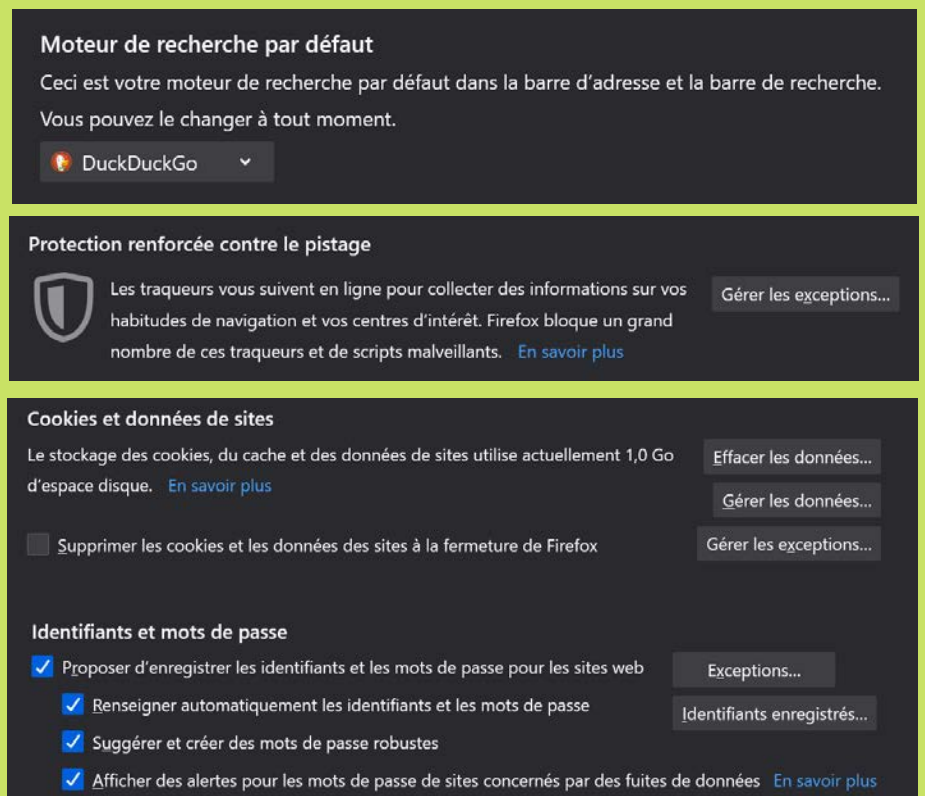 Moteur de recherche par défaut
Ceci est votre moteur de recherche par défaut dans la barre d’adresse et la barre de recherche.
Vous pouvez le changer à tout moment.
DuckDuckGo
Protection renforcée contre le pistage
Les traqueurs vous suivent en ligne pour collecter des informations sur vos
habitudes de navigation et vos centres d’intérêt. Firefox bloque un grand
nombre de ces traqueurs et de scripts malveillants. En savoir plus
Gérer les exceptions...
Cookies et données de sites
Le stockage des cookies, du cache et des données de sites utilise actuellement 1,0 Go
d’espace disque. En savoir plus
Effacer les données...
Gérer les données...
Supprimer les cookies et les données des sites à la fermeture de Firefox
Gérer les exceptions...
Identifiants et mots de passe
Proposer d’enregistrer les identifiants et les mots de passe pour les sites web
Exceptions...
Renseigner automatiquement les identifiants et les mots de passe
Identifiants enregistrés...
Suggérer et créer des mots de passe robustes
Afficher des alertes pour les mots de passe de sites concernés par des fuites de données En savoir plus